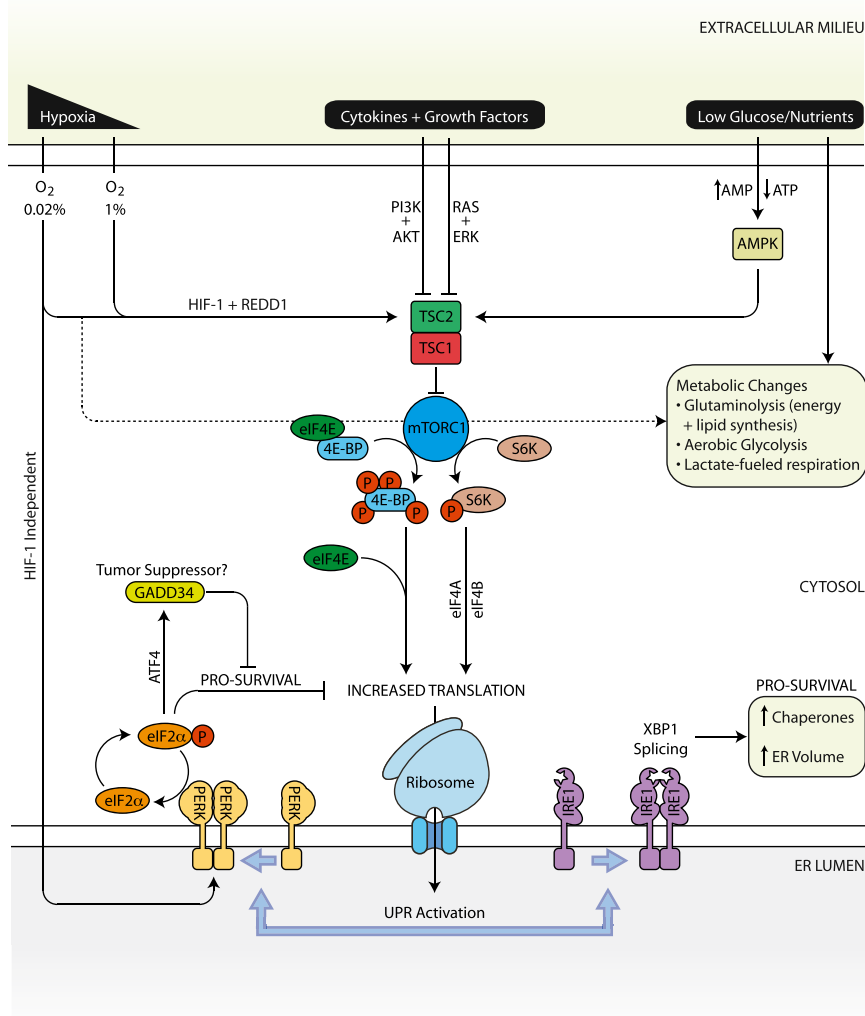 EXTRACELLULAR MILIEU
Hypoxia
Cytokines + Growth Factors
Low Glucose/Nutrients
O2
0.02%
O2
1%
PI3K
+
AKT
RAS
+
ERK
AMP
ATP
AMPK
HIF-1 + REDD1
TSC2
TSC1
mTORC1
eIF4E
4E-BP
S6K
Metabolic Changes
• Glutaminolysis (energy
+ lipid synthesis)
• Aerobic Glycolysis
• Lactate-fueled respiration
P
P
4E-BP
P
P
P
S6K
HIF-1 Independent
eIF4E
eIF4A
eIF4B
CYTOSOL
Tumor Suppressor?
GADD34
ATF4
PRO-SURVIVAL
INCREASED TRANSLATION
eIF2α
P
eIF2α
PERK
PERK
PERK
Ribosome
IRE1
IRE1
IRE1
XBP1
Splicing
PRO-SURVIVAL
Chaperones
ER Volume
ER LUMEN
UPR Activation